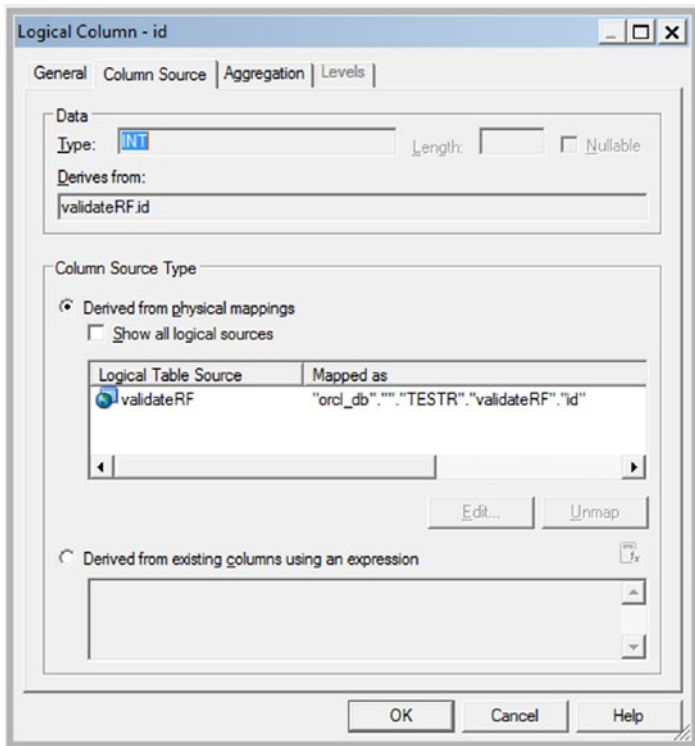 Logical Column - id
General Column Source Aggregation Levels
Data
Type: INT Length: Nullable
Derives from:
validateRF.id
Column Source Type
Derived from physical mappings
Show all logical sources
Logical Table Source Mapped as
validateRF "orcl_db".""."TESTR"."validateRF"."id"
Edit... Unmap
Derived from existing columns using an expression
OK Cancel Help